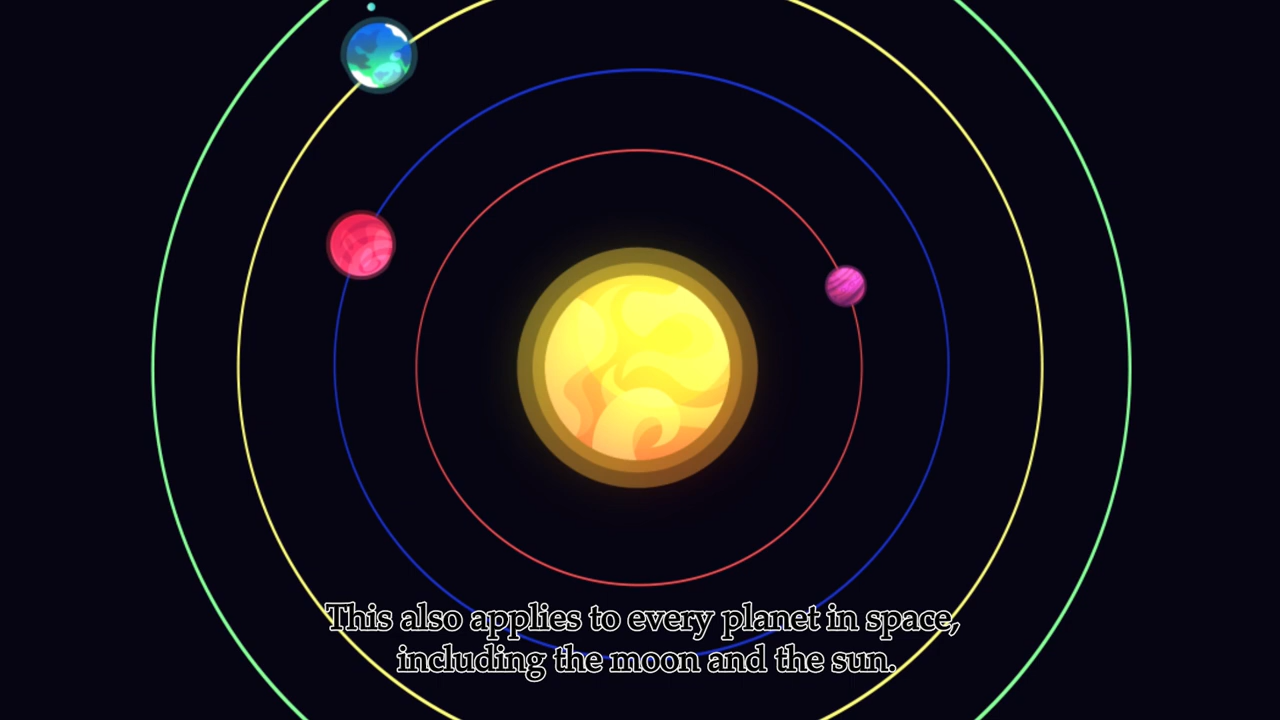 This also applies to every planet in space,
including the moon and the sun.